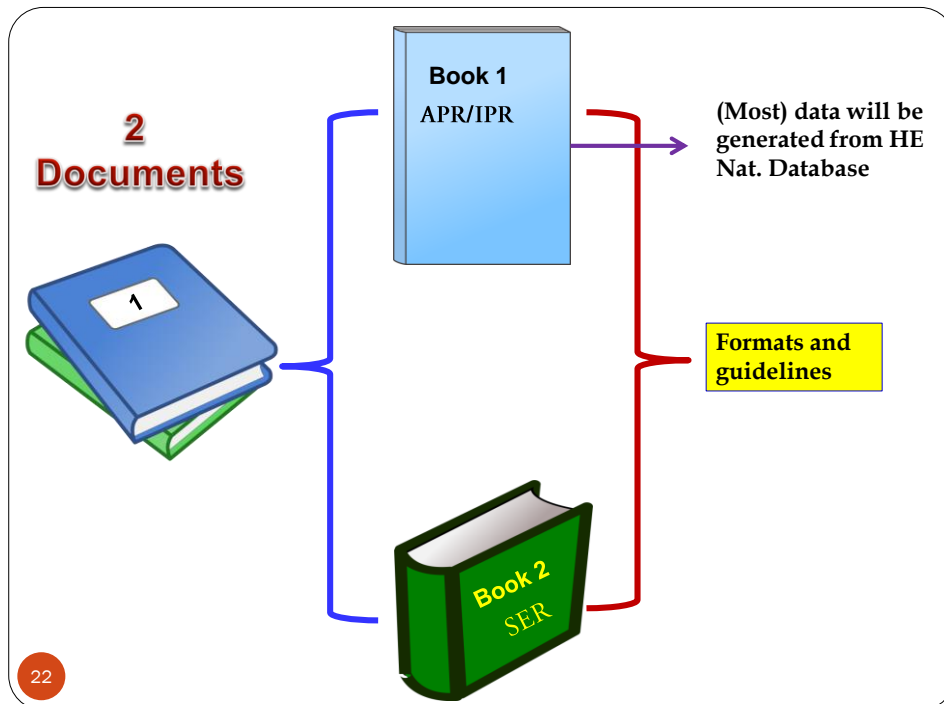 2
Documents
1
Book 1
APR/IPR
(Most) data will be
generated from HE
Nat. Database
Formats and
guidelines
Book 2
SER
22